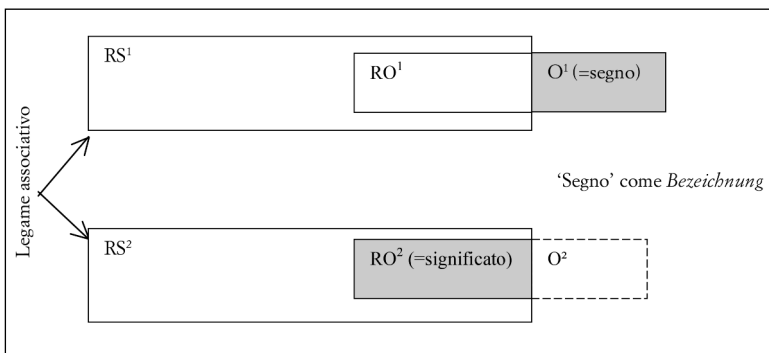 RS¹
RO¹
O¹ (=segno)
Legame associativo
‘Segno’ come Bezeichnung
RS²
RO² (=significato)
O²